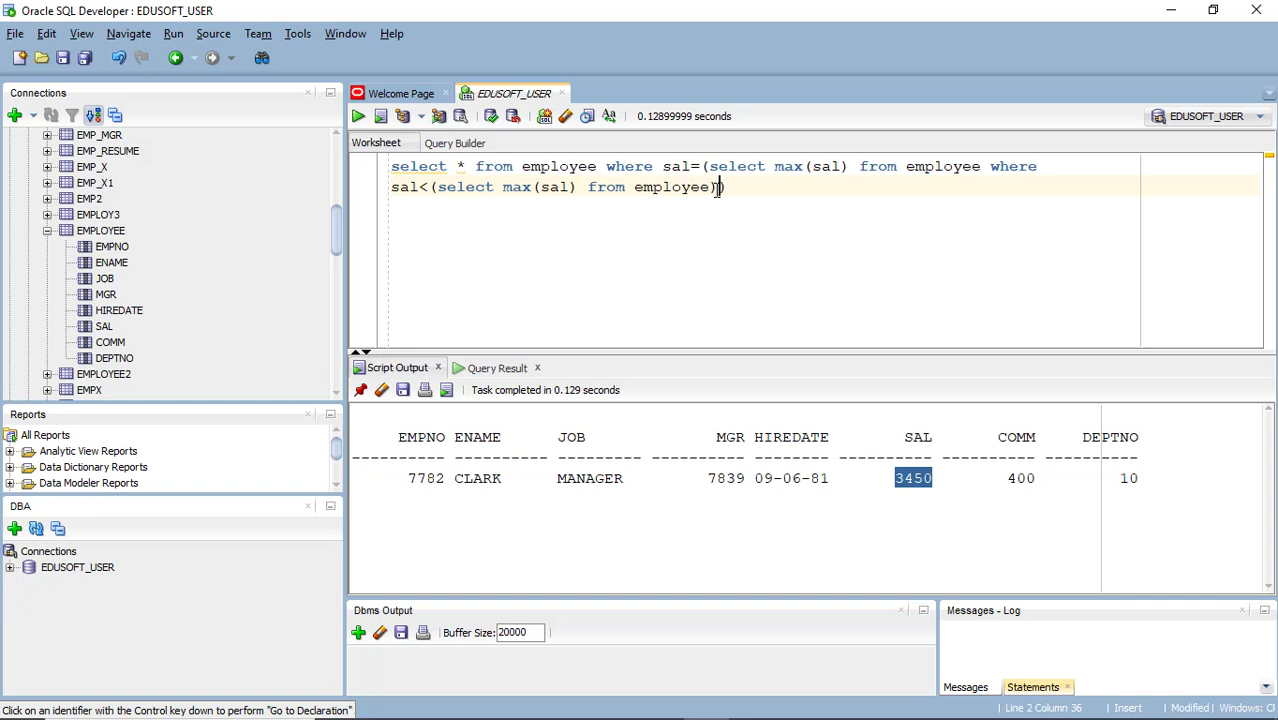 Oracle SQL Developer : EDUSOFT_USER
File Edit View Navigate Run Source Team Tools Window Help
Connections
EMP_MGR
EMP_RESUME
EMP_X
EMP_X1
EMP2
EMPLOY3
EMPLOYEE
EMPNO
ENAME
JOB
MGR
HIREDATE
SAL
COMM
DEPTNO
EMPLOYEE2
EMPX
Reports
All Reports
Analytic View Reports
Data Dictionary Reports
Data Modeler Reports
DBA
Connections
EDUSOFT_USER
Click on an identifier with the Control key down to perform "Go to Declaration"
Welcome Page EDUSOFT_USER
0.12899999 seconds EDUSOFT_USER
Worksheet Query Builder
select * from employee where sal=(select max(sal) from employee where
sal<(select max(sal) from employee))
Script Output Query Result
Task completed in 0.129 seconds
EMPNO ENAME JOB MGR HIREDATE SAL COMM DEPTNO
---------- ---------- --------- ---------- -------- ---------- ---------- ----------
7782 CLARK MANAGER 7839 09-06-81 3450 400 10
Dbms Output
Buffer Size: 20000
Messages - Log
Messages Statements
Line 2 Column 36 Insert Modified Windows: CF